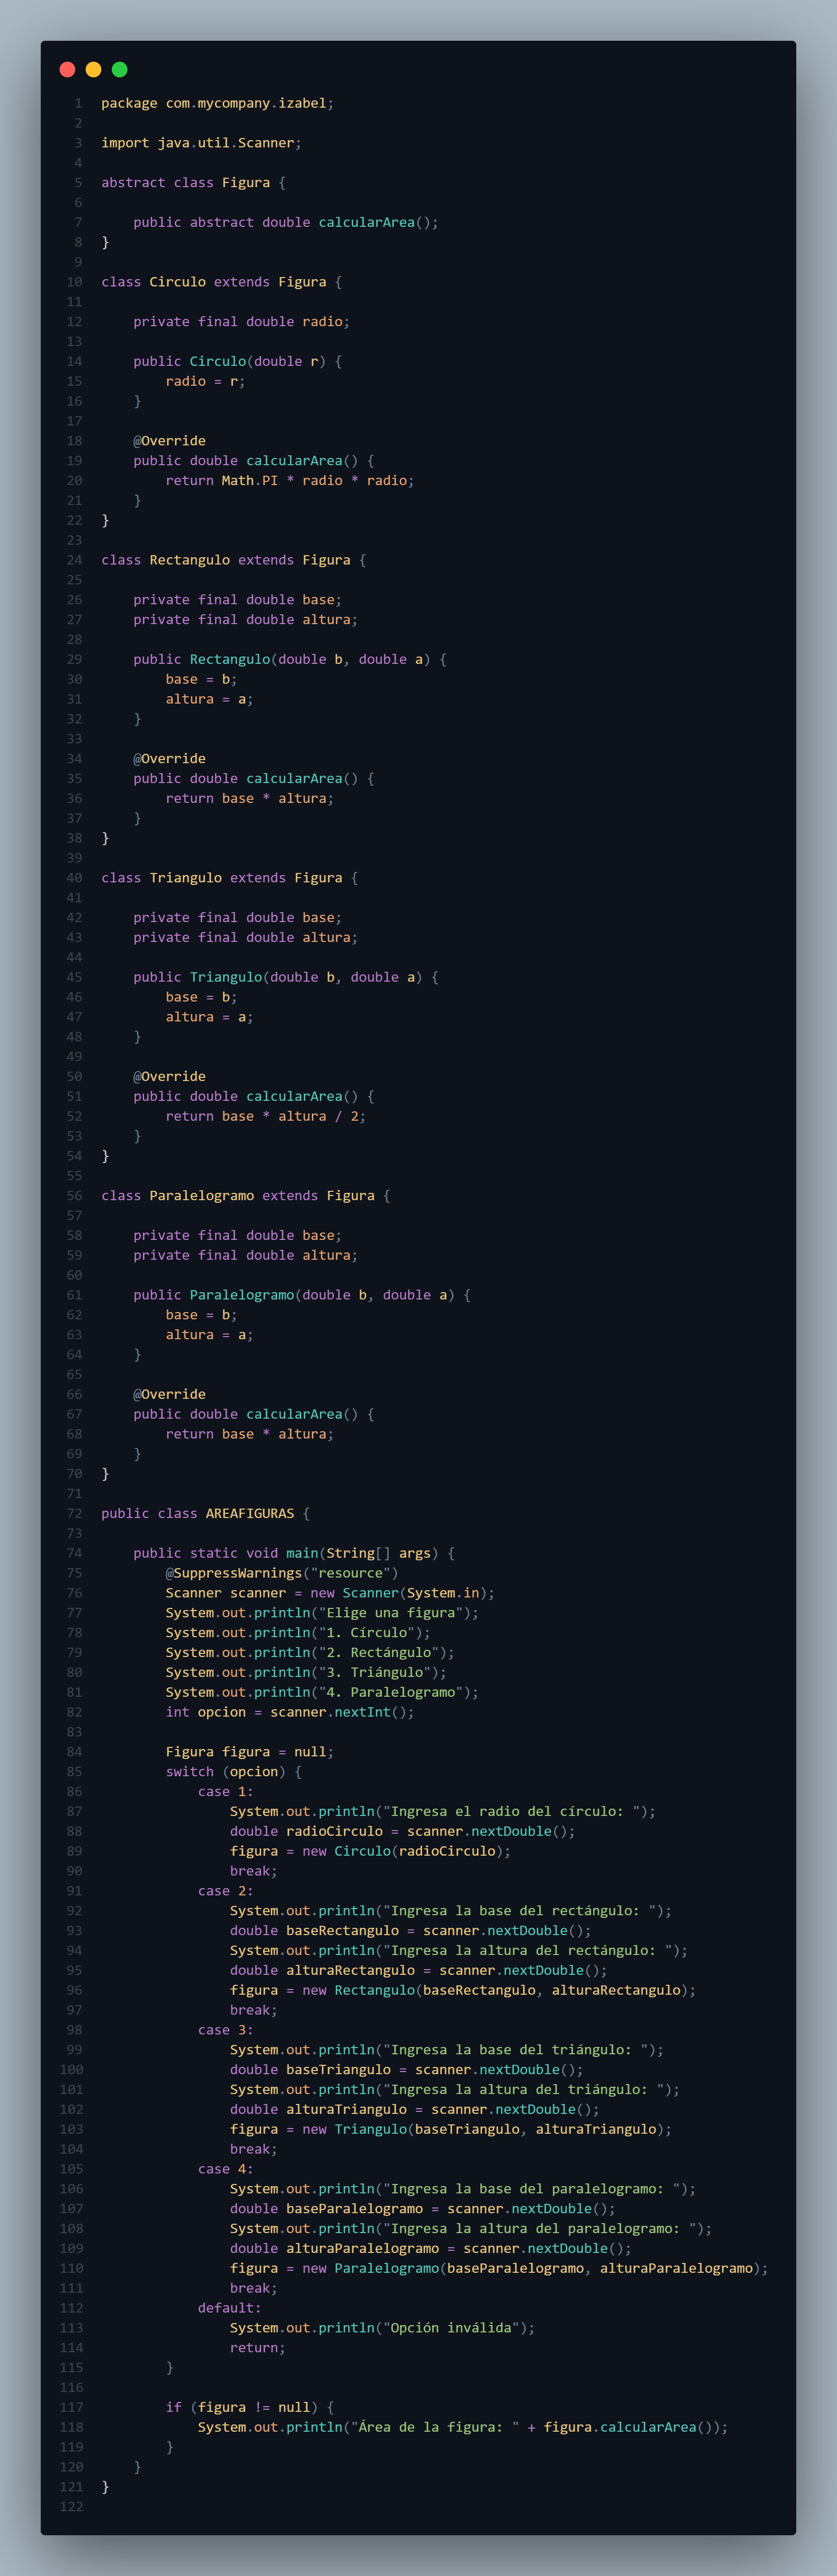 1 package com.mycompany.izabel;
2
3 import java.util.Scanner;
4
5 abstract class Figura {
6
7     public abstract double calcularArea();
8 }
9
10 class Circulo extends Figura {
11
12     private final double radio;
13
14     public Circulo(double r) {
15         radio = r;
16     }
17
18     @Override
19     public double calcularArea() {
20         return Math.PI * radio * radio;
21     }
22 }
23
24 class Rectangulo extends Figura {
25
26     private final double base;
27     private final double altura;
28
29     public Rectangulo(double b, double a) {
30         base = b;
31         altura = a;
32     }
33
34     @Override
35     public double calcularArea() {
36         return base * altura;
37     }
38 }
39
40 class Triangulo extends Figura {
41
42     private final double base;
43     private final double altura;
44
45     public Triangulo(double b, double a) {
46         base = b;
47         altura = a;
48     }
49
50     @Override
51     public double calcularArea() {
52         return base * altura / 2;
53     }
54 }
55
56 class Paralelogramo extends Figura {
57
58     private final double base;
59     private final double altura;
60
61     public Paralelogramo(double b, double a) {
62         base = b;
63         altura = a;
64     }
65
66     @Override
67     public double calcularArea() {
68         return base * altura;
69     }
70 }
71
72 public class AREAFIGURAS {
73
74     public static void main(String[] args) {
75         @SuppressWarnings("resource")
76         Scanner scanner = new Scanner(System.in);
77         System.out.println("Elige una figura");
78         System.out.println("1. Círculo");
79         System.out.println("2. Rectángulo");
80         System.out.println("3. Triángulo");
81         System.out.println("4. Paralelogramo");
82         int opcion = scanner.nextInt();
83
84         Figura figura = null;
85         switch (opcion) {
86             case 1:
87                 System.out.println("Ingresa el radio del círculo: ");
88                 double radioCirculo = scanner.nextDouble();
89                 figura = new Circulo(radioCirculo);
90                 break;
91             case 2:
92                 System.out.println("Ingresa la base del rectángulo: ");
93                 double baseRectangulo = scanner.nextDouble();
94                 System.out.println("Ingresa la altura del rectángulo: ");
95                 double alturaRectangulo = scanner.nextDouble();
96                 figura = new Rectangulo(baseRectangulo, alturaRectangulo);
97                 break;
98             case 3:
99                 System.out.println("Ingresa la base del triángulo: ");
100                 double baseTriangulo = scanner.nextDouble();
101                 System.out.println("Ingresa la altura del triángulo: ");
102                 double alturaTriangulo = scanner.nextDouble();
103                 figura = new Triangulo(baseTriangulo, alturaTriangulo);
104                 break;
105             case 4:
106                 System.out.println("Ingresa la base del paralelogramo: ");
107                 double baseParalelogramo = scanner.nextDouble();
108                 System.out.println("Ingresa la altura del paralelogramo: ");
109                 double alturaParalelogramo = scanner.nextDouble();
110                 figura = new Paralelogramo(baseParalelogramo, alturaParalelogramo);
111                 break;
112             default:
113                 System.out.println("Opción inválida");
114                 return;
115         }
116
117         if (figura != null) {
118             System.out.println("Área de la figura: " + figura.calcularArea());
119         }
120     }
121 }
122